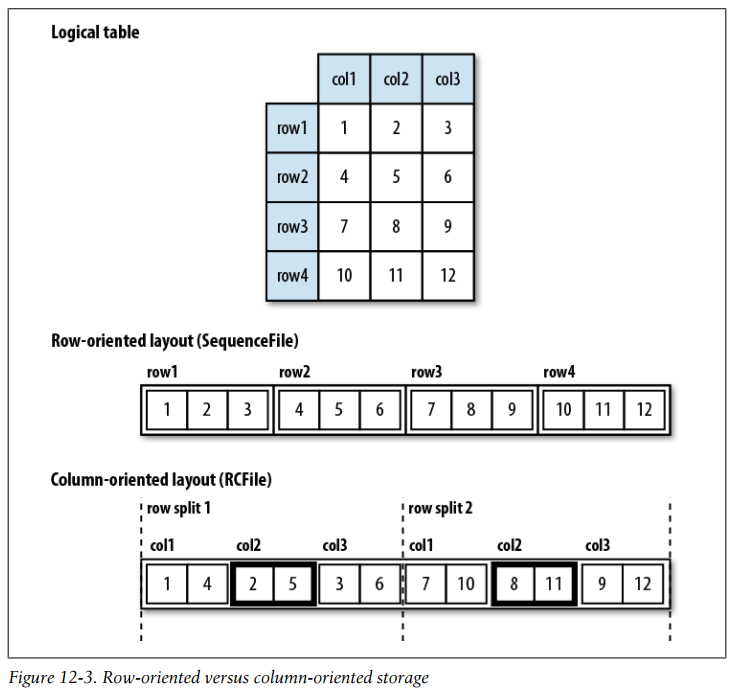 Logical table
col1 col2 col3
row1 1 2 3
row2 4 5 6
row3 7 8 9
row4 10 11 12
Row-oriented layout (SequenceFile)
row1 row2 row3 row4
1 2 3 4 5 6 7 8 9 10 11 12
Column-oriented layout (RCFile)
row split 1 row split 2
col1 col2 col3 col1 col2 col3
1 4 2 5 3 6 7 10 8 11 9 12
Figure 12-3. Row-oriented versus column-oriented storage